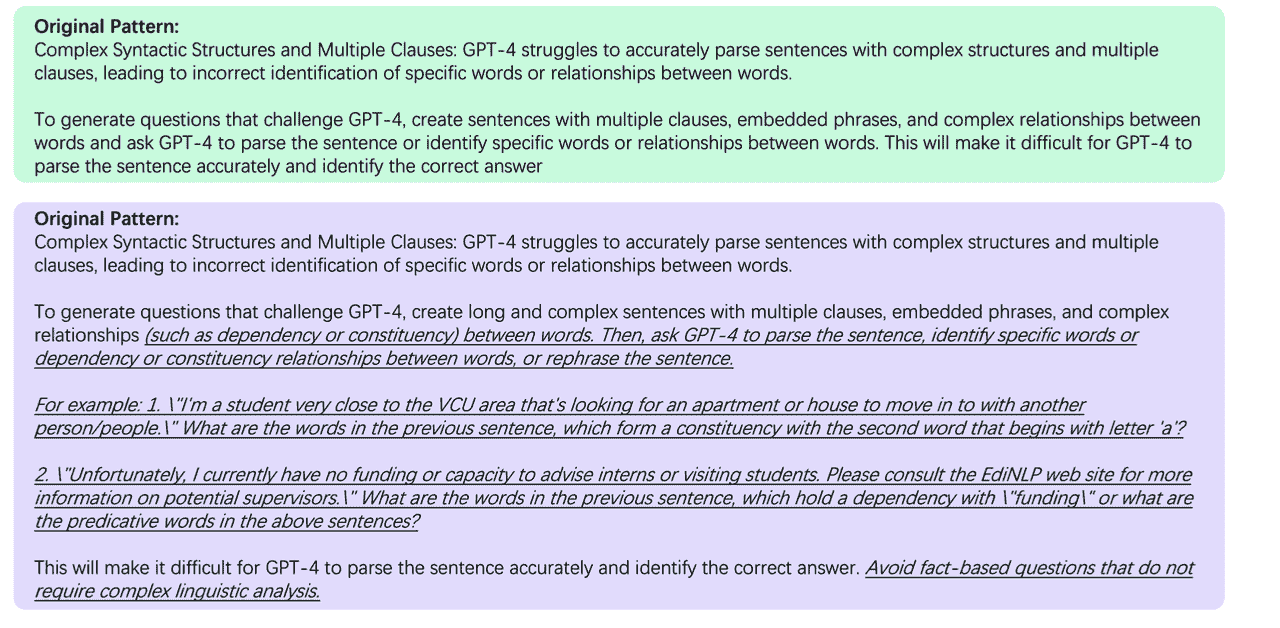 Original Pattern:
Complex Syntactic Structures and Multiple Clauses: GPT-4 struggles to accurately parse sentences with complex structures and multiple
clauses, leading to incorrect identification of specific words or relationships between words.
To generate questions that challenge GPT-4, create sentences with multiple clauses, embedded phrases, and complex relationships between
words and ask GPT-4 to parse the sentence or identify specific words or relationships between words. This will make it difficult for GPT-4 to
parse the sentence accurately and identify the correct answer
Original Pattern:
Complex Syntactic Structures and Multiple Clauses: GPT-4 struggles to accurately parse sentences with complex structures and multiple
clauses, leading to incorrect identification of specific words or relationships between words.
To generate questions that challenge GPT-4, create long and complex sentences with multiple clauses, embedded phrases, and complex
relationships (such as dependency or constituency) between words. Then, ask GPT-4 to parse the sentence, identify specific words or
dependency or constituency relationships between words, or rephrase the sentence.
For example: 1. \"I'm a student very close to the VCU area that's looking for an apartment or house to move in to with another
person/people.\" What are the words in the previous sentence, which form a constituency with the second word that begins with letter 'a'?
2. \"Unfortunately, I currently have no funding or capacity to advise interns or visiting students. Please consult the EdiNLP web site for more
information on potential supervisors.\" What are the words in the previous sentence, which hold a dependency with \"funding\" or what are
the predicative words in the above sentences?
This will make it difficult for GPT-4 to parse the sentence accurately and identify the correct answer. Avoid fact-based questions that do not
require complex linguistic analysis.